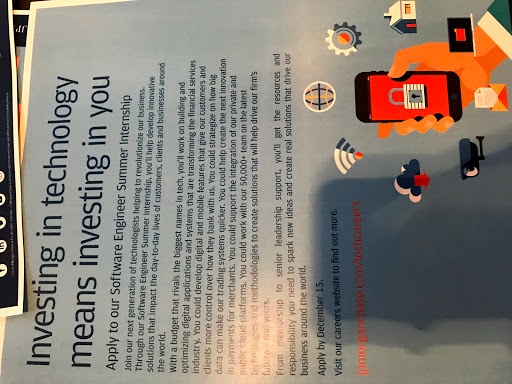 Investing in technology
means investing in you
Apply to our Software Engineer Summer Internship
Join our next generation of technologists helping to revolutionize our business.
Through our Software Engineer Summer Internship, you'll help develop innovative
solutions that impact the day-to-day lives of customers, clients and businesses around
the world.
With a budget that rivals the biggest names in tech, you'll work on building and
optimizing digital applications and systems that are transforming the financial services
industry. You could develop digital and mobile features that give our customers and
clients more control over how they bank with us. You could strategize on how big
data can make our trading systems quicker. You could help create the next innovation
in payments for merchants. You could support the integration of our private and
public cloud platforms. You could work with our 50,000+ team on the latest
technologies and methodologies to create solutions that will help drive our firm's
From mentorship to senior leadership support, you'll get the resources and
responsibility you need to spark new ideas and create real solutions that drive our
business around the world.
Apply by December 15.
Visit our careers website to find out more.
jpmorganchase.com/techcareers
JP